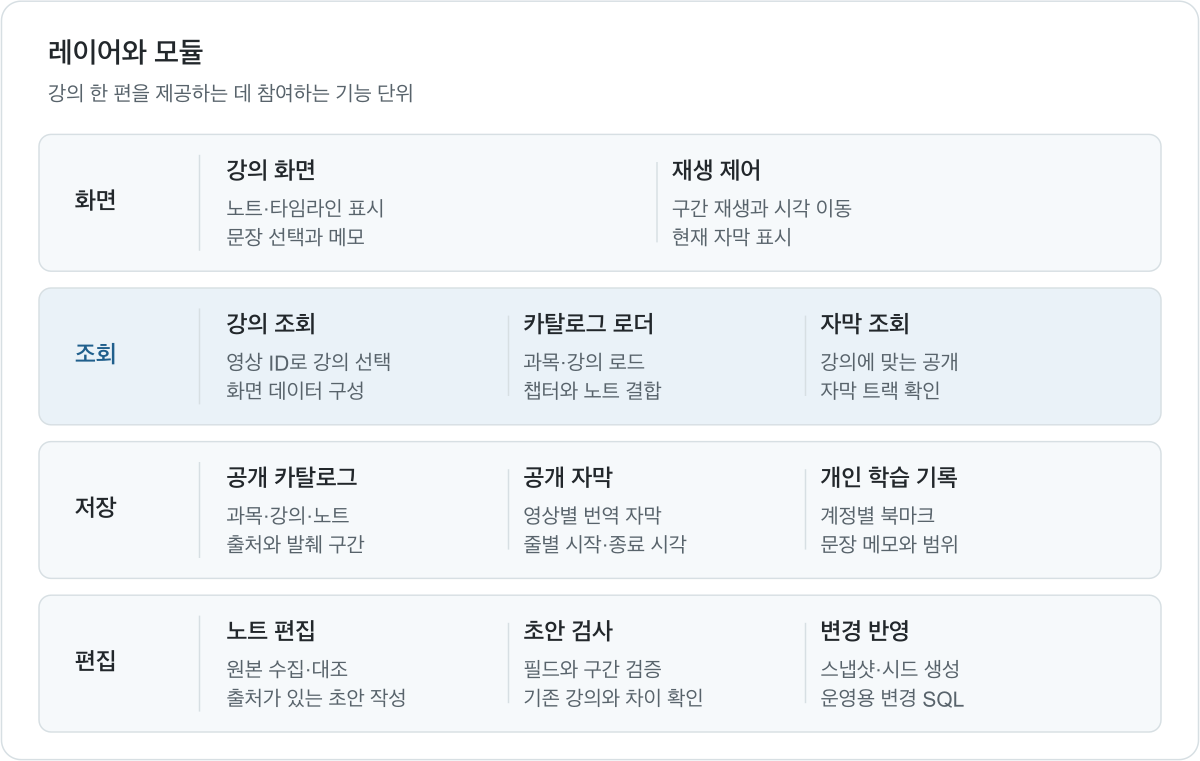 레이어와 모듈
강의 한 편을 제공하는 데 참여하는 기능 단위
화면
강의 화면
노트·타임라인 표시
문장 선택과 메모
재생 제어
구간 재생과 시각 이동
현재 자막 표시
조회
강의 조회
영상 ID로 강의 선택
화면 데이터 구성
카탈로그 로더
과목·강의 로드
챕터와 노트 결합
자막 조회
강의에 맞는 공개
자막 트랙 확인
저장
공개 카탈로그
과목·강의·노트
출처와 발췌 구간
공개 자막
영상별 번역 자막
줄별 시작·종료 시각
개인 학습 기록
계정별 북마크
문장 메모와 범위
편집
노트 편집
원본 수집·대조
출처가 있는 초안 작성
초안 검사
필드와 구간 검증
기존 강의와 차이 확인
변경 반영
스냅샷·시드 생성
운영용 변경 SQL